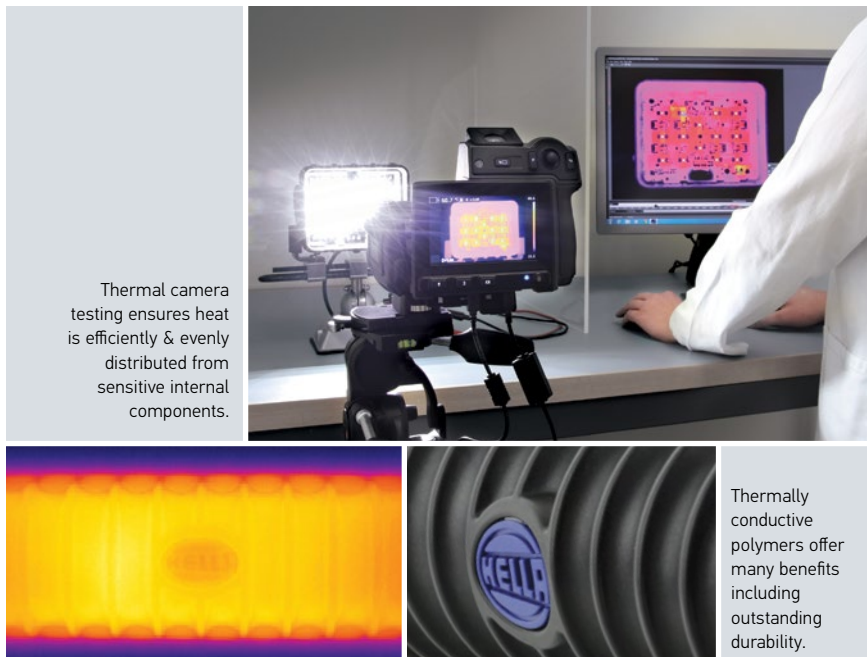 Thermal camera
testing ensures heat
is efficiently & evenly
distributed from
sensitive internal
components.
HELLA
HELLA
Thermally
conductive
polymers offer
many benefits
including
outstanding
durability.